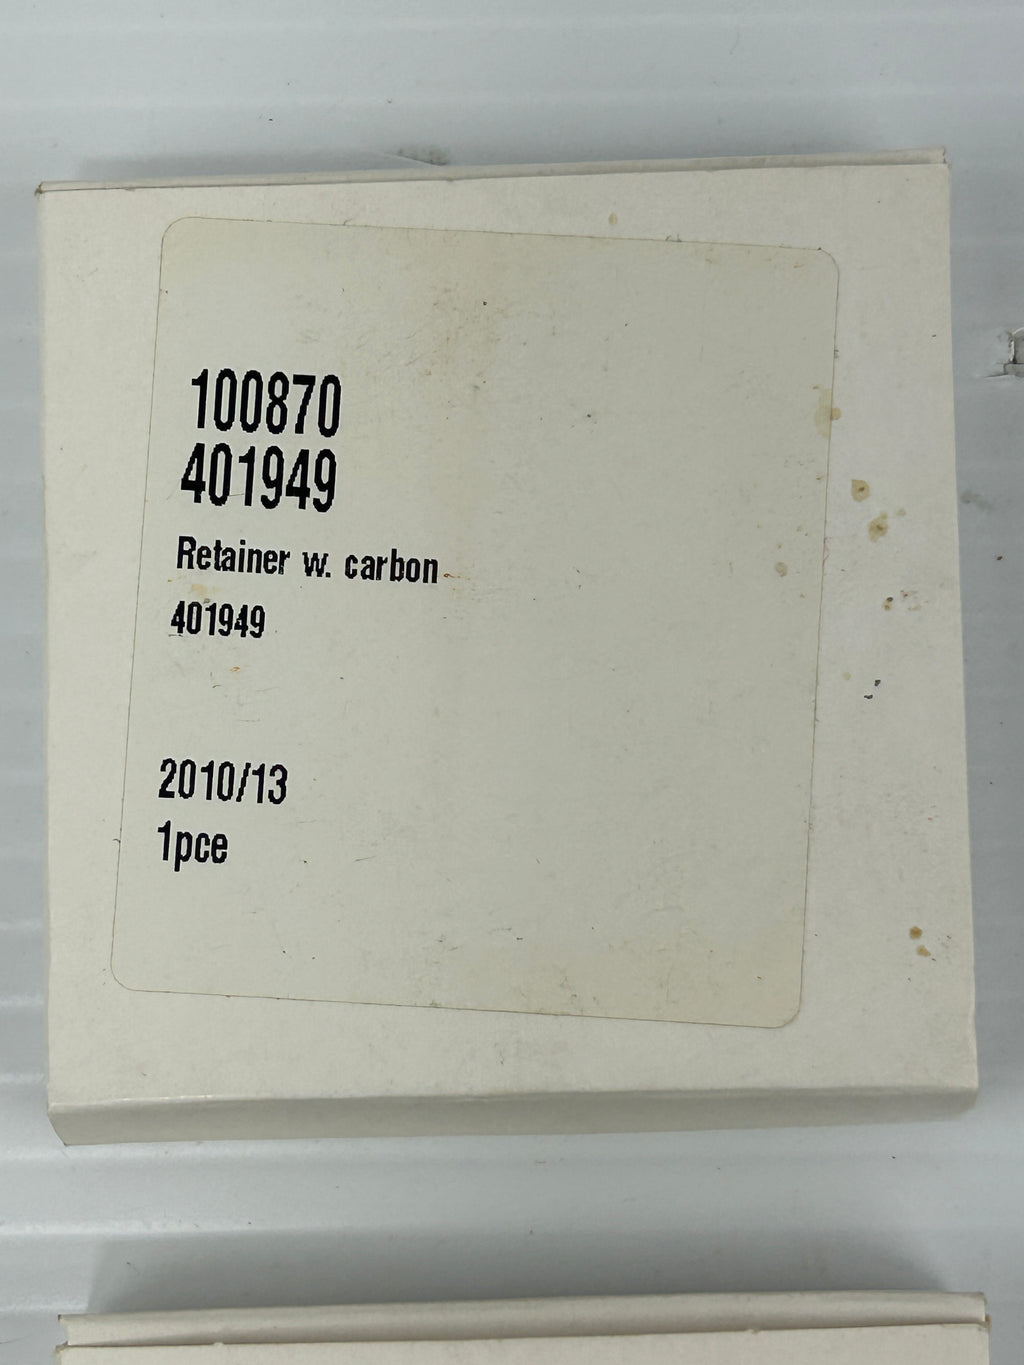 100870
401949
Retainer w. carbon
401949
2010/13
1pce